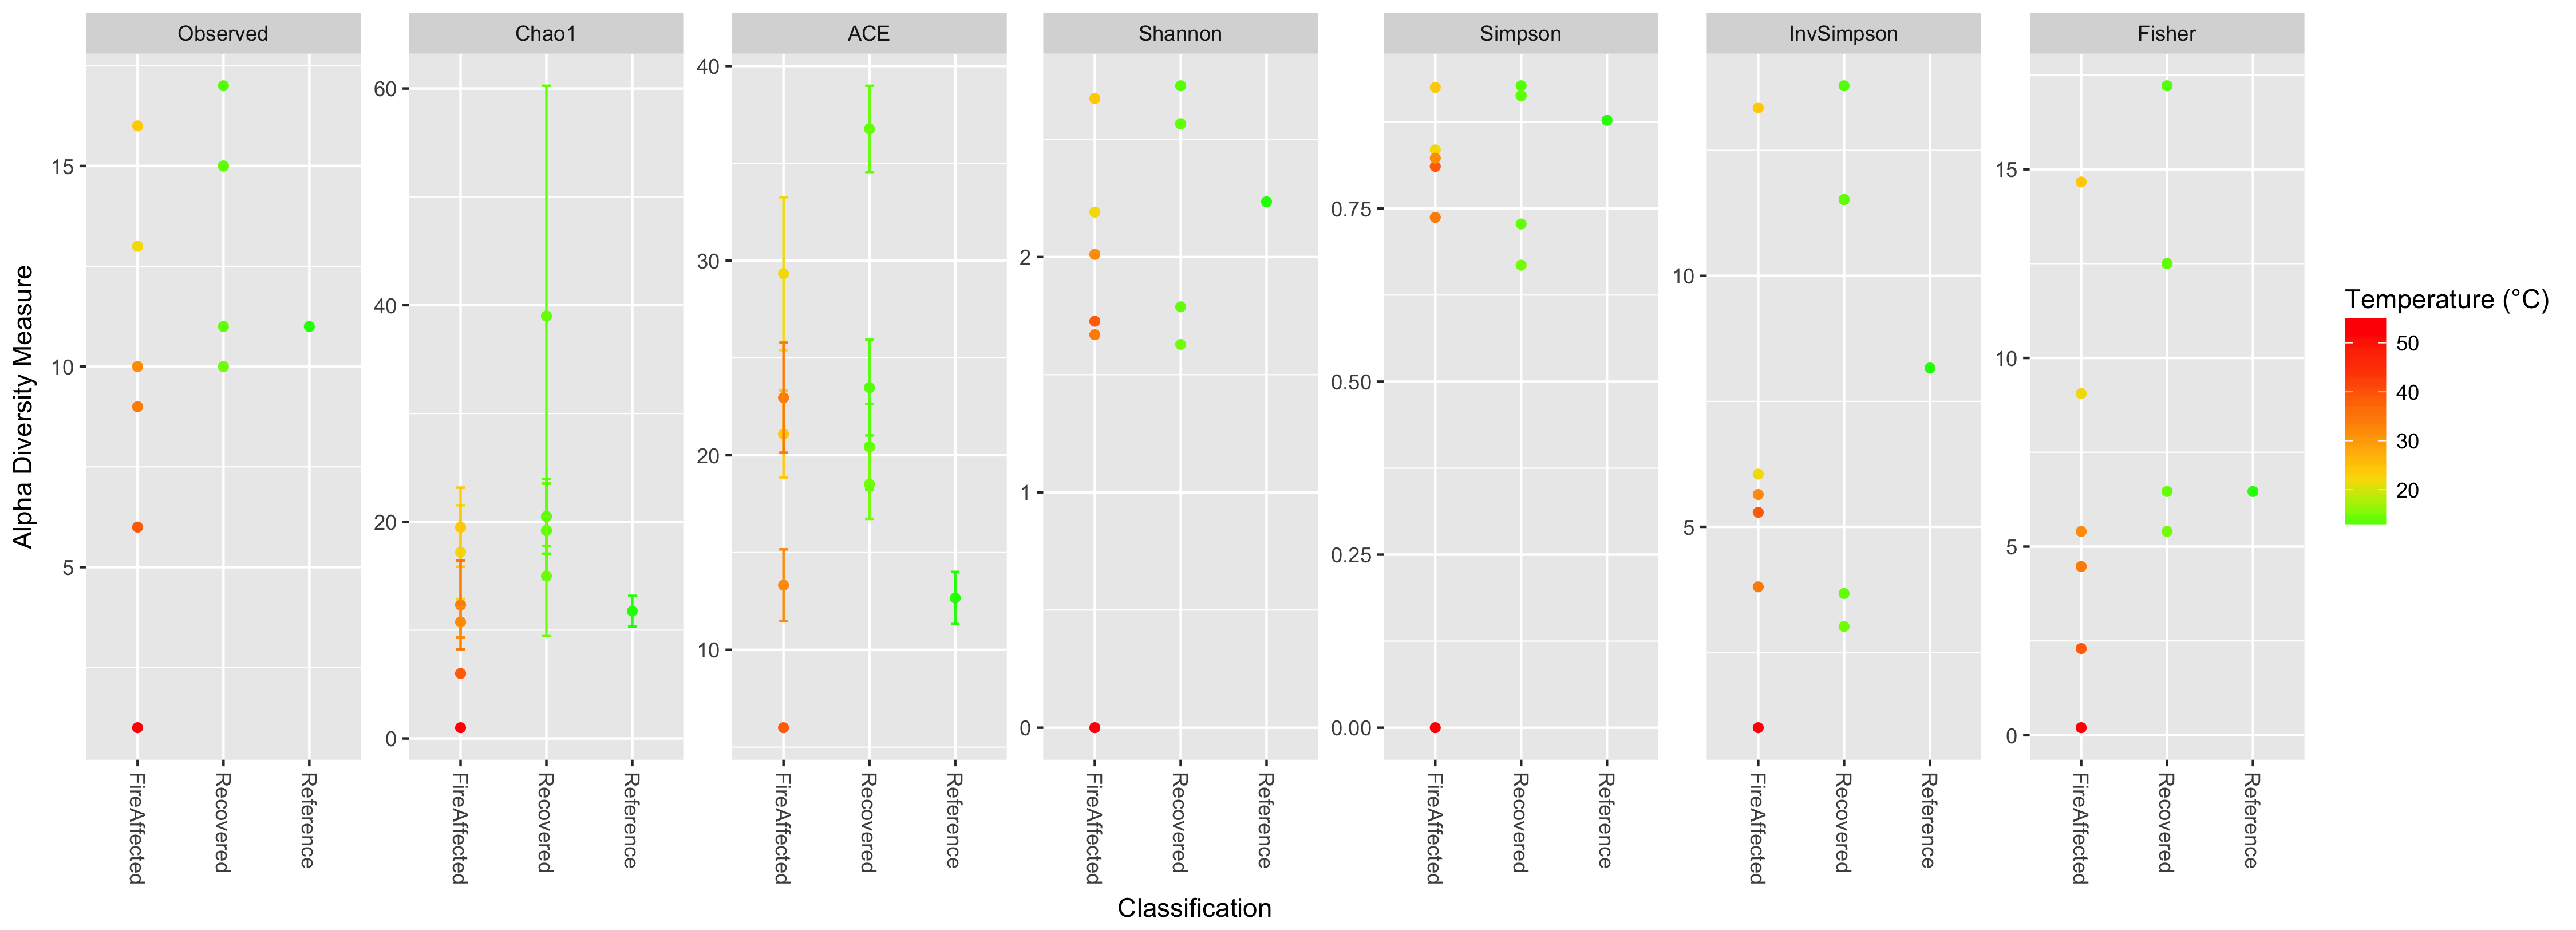 Observed
Chao1
ACE
Shannon
Simpson
InvSimpson
Fisher
Alpha Diversity Measure
15
10
5
60
40
20
0
40
30
20
10
2
1
0
0.75
0.50
0.25
0.00
10
5
15
10
5
0
FireAffected
Recovered
Reference
FireAffected
Recovered
Reference
FireAffected
Recovered
Reference
FireAffected
Recovered
Reference
FireAffected
Recovered
Reference
FireAffected
Recovered
Reference
FireAffected
Recovered
Reference
Classification
Temperature (°C)
50
40
30
20